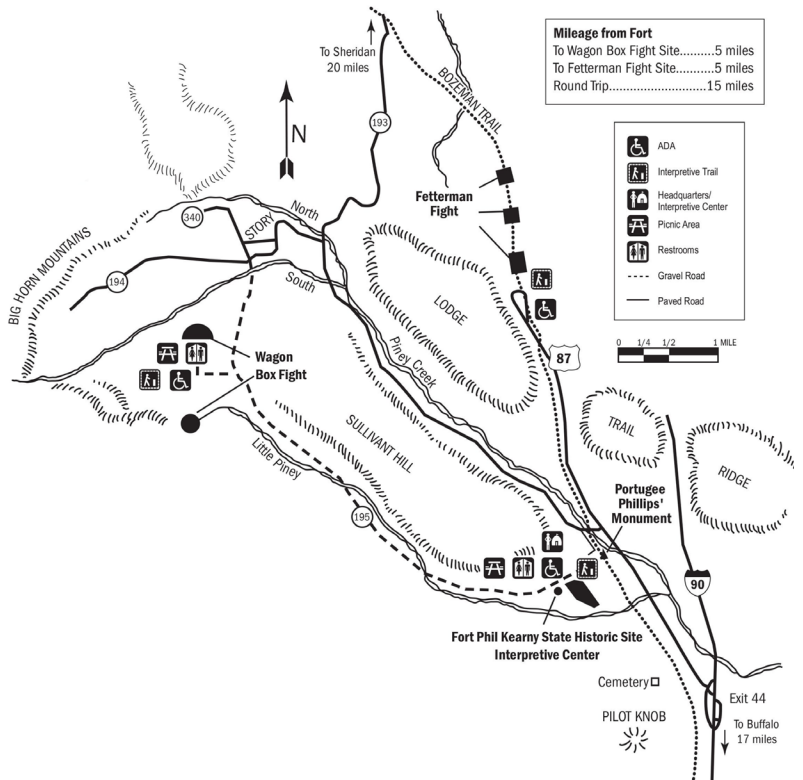 Mileage from Fort
To Wagon Box Fight Site..........5 miles
To Fetterman Fight Site...........5 miles
Round Trip............................15 miles
To Sheridan
20 miles
BOZEMAN TRAIL
N
193
ADA
Interpretive Trail
Headquarters/
Interpretive Center
Picnic Area
Restrooms
Gravel Road
Paved Road
Fetterman
Fight
340
STORY
North
BIG HORN MOUNTAINS
194
South
LODGE
0 1/4 1/2 1 MILE
87
Piney Creek
Wagon
Box Fight
SULLIVANT HILL
TRAIL
RIDGE
Little Piney
195
Portugee
Phillips'
Monument
90
Fort Phil Kearny State Historic Site
Interpretive Center
Cemetery
Exit 44
PILOT KNOB
To Buffalo
17 miles